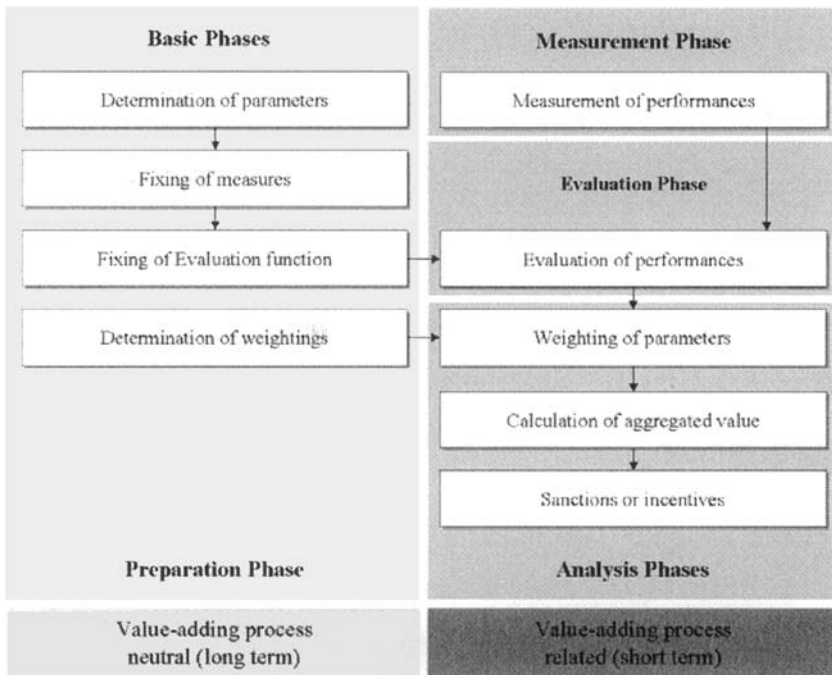 Basic Phases
Determination of parameters
Fixing of measures
Fixing of Evaluation function
Determination of weightings
Preparation Phase
Value-adding process
neutral (long term)
Measurement Phase
Measurement of performances
Evaluation Phase
Evaluation of performances
Weighting of parameters
Calculation of aggregated value
Sanctions or incentives
Analysis Phases
Value-adding process
related (short term)